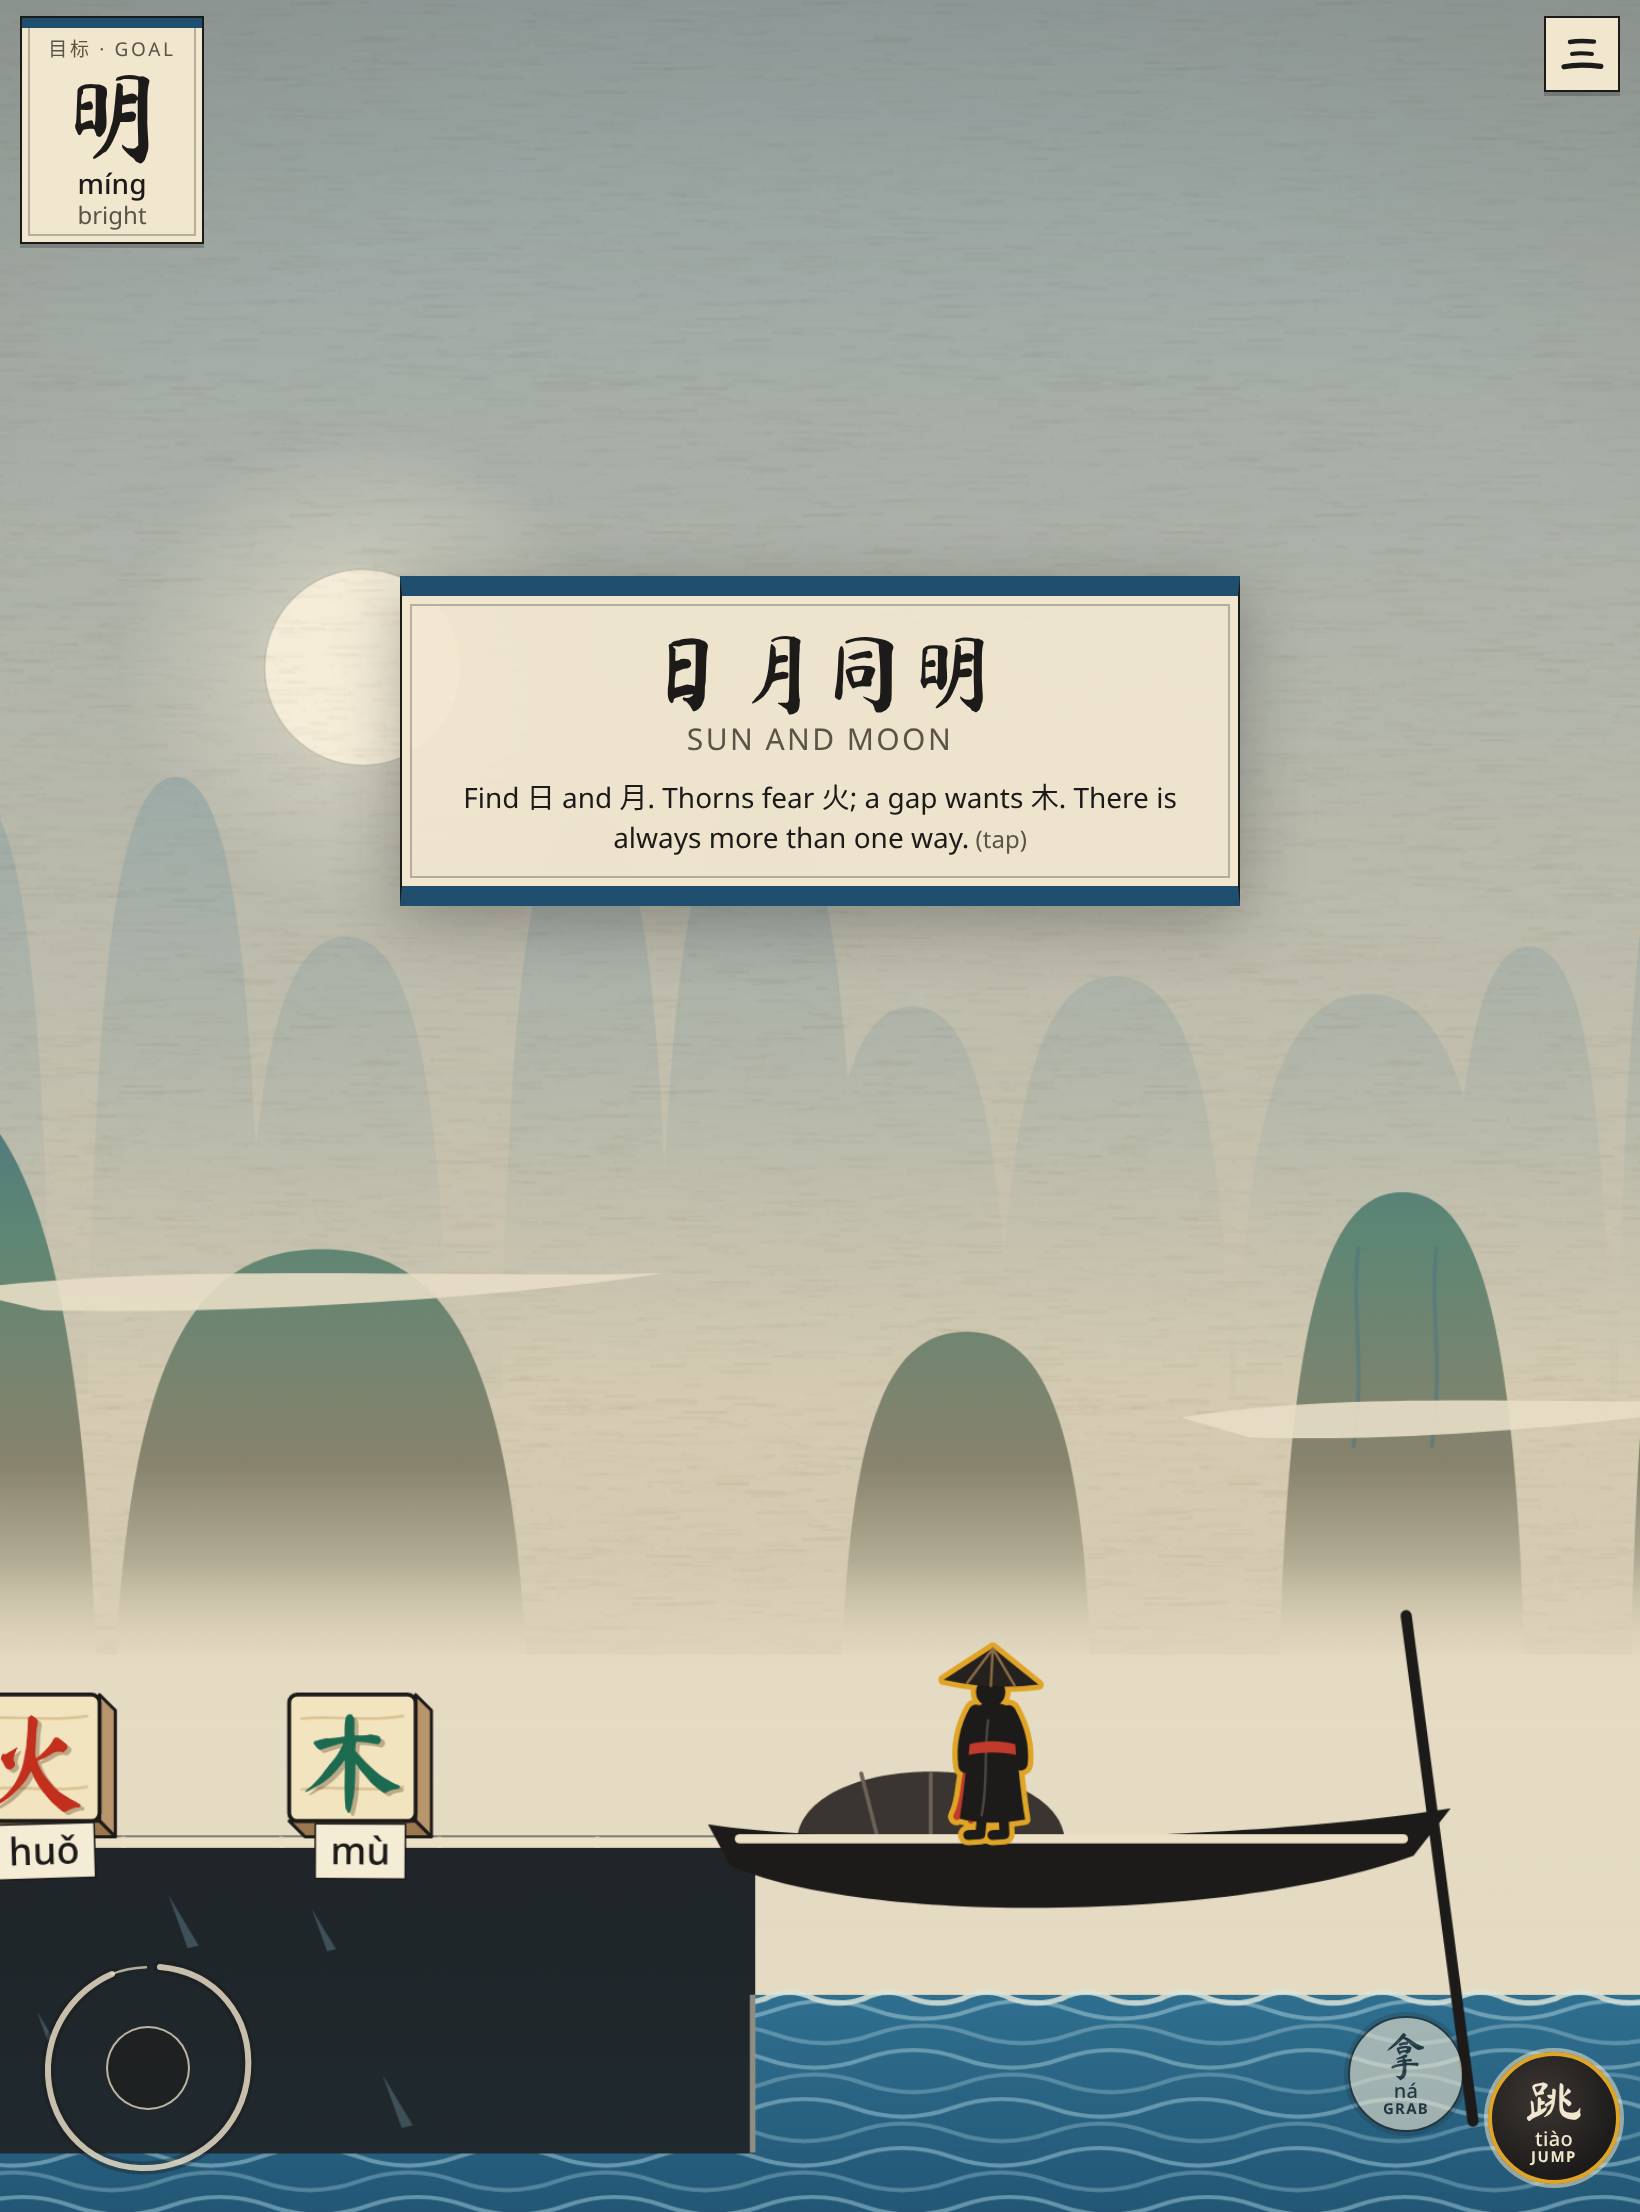 目标 · GOAL
明
míng
bright
三
日月同明
SUN AND MOON
Find 日 and 月. Thorns fear 火; a gap wants 木. There is
always more than one way. (tap)
火
huǒ
木
mù
拿
ná
GRAB
跳
tiào
JUMP